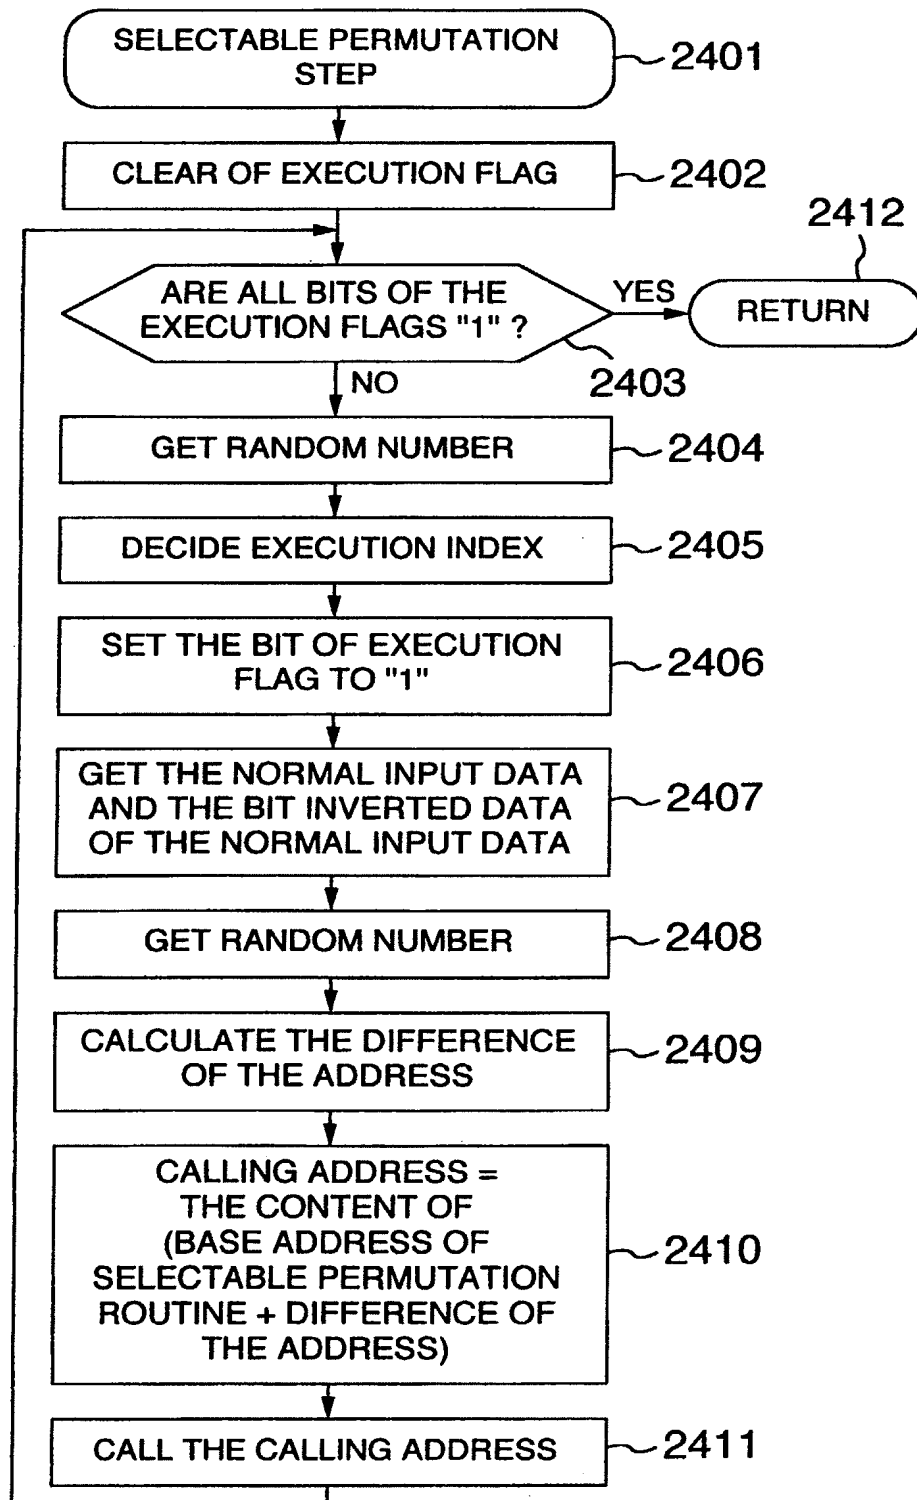 SELECTABLE PERMUTATION
STEP
2401
CLEAR OF EXECUTION FLAG
2402
2412
ARE ALL BITS OF THE
EXECUTION FLAGS "1" ?
YES
RETURN
2403
NO
GET RANDOM NUMBER
2404
DECIDE EXECUTION INDEX
2405
SET THE BIT OF EXECUTION
FLAG TO "1"
2406
GET THE NORMAL INPUT DATA
AND THE BIT INVERTED DATA
OF THE NORMAL INPUT DATA
2407
GET RANDOM NUMBER
2408
CALCULATE THE DIFFERENCE
OF THE ADDRESS
2409
CALLING ADDRESS =
THE CONTENT OF
(BASE ADDRESS OF
SELECTABLE PERMUTATION
ROUTINE + DIFFERENCE OF
THE ADDRESS)
2410
CALL THE CALLING ADDRESS
2411